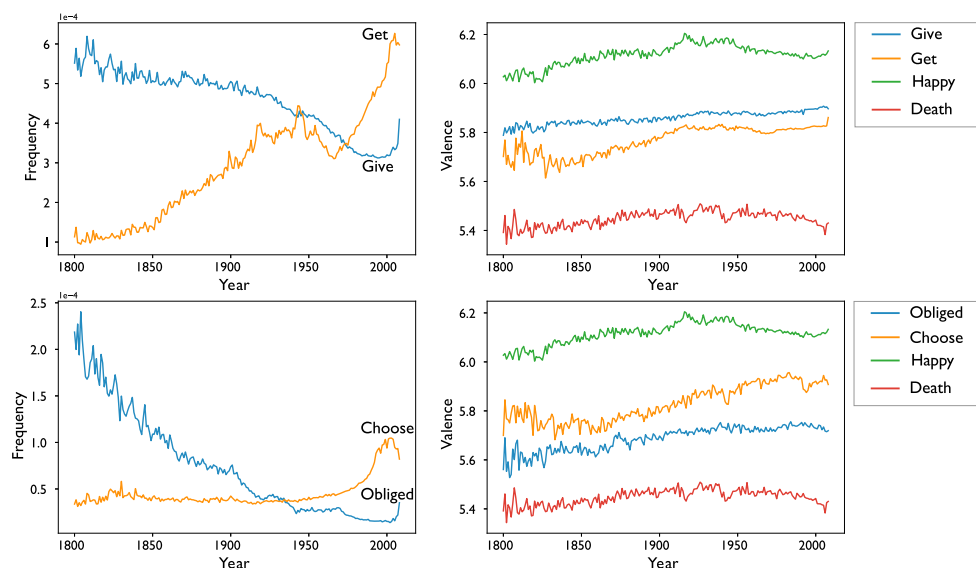 1e−4
6
5
4
3
2
1
Frequency
Get
Give
1800 1850 1900 1950 2000
Year
6.2
6.0
5.8
5.6
5.4
Valence
1800 1850 1900 1950 2000
Year
Give
Get
Happy
Death
1e−4
2.5
2.0
1.5
1.0
0.5
Frequency
Choose
Obliged
1800 1850 1900 1950 2000
Year
6.2
6.0
5.8
5.6
5.4
Valence
1800 1850 1900 1950 2000
Year
Obliged
Choose
Happy
Death